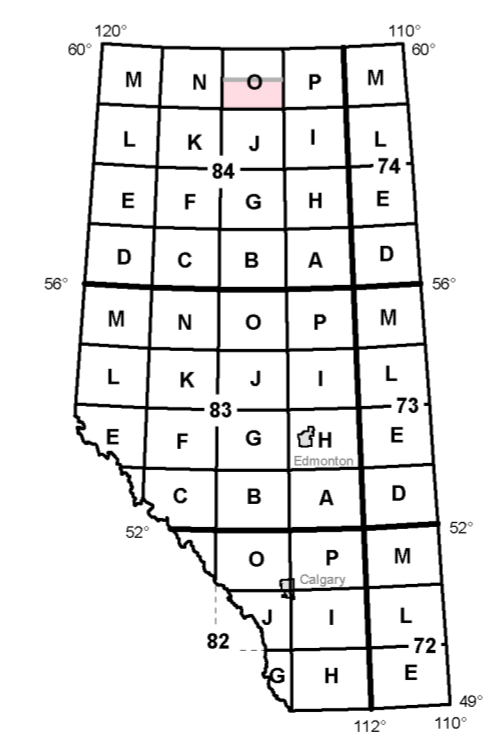 120° 110°
60° 60°
M N O P M
L K J I L
84 74
E F G H E
D C B A D
56° 56°
M N O P M
L K J I L
83 73
E F G H E
Edmonton
C B A D
52° 52°
O P M
Calgary
J I L
82 72
G H E
49°
112° 110°